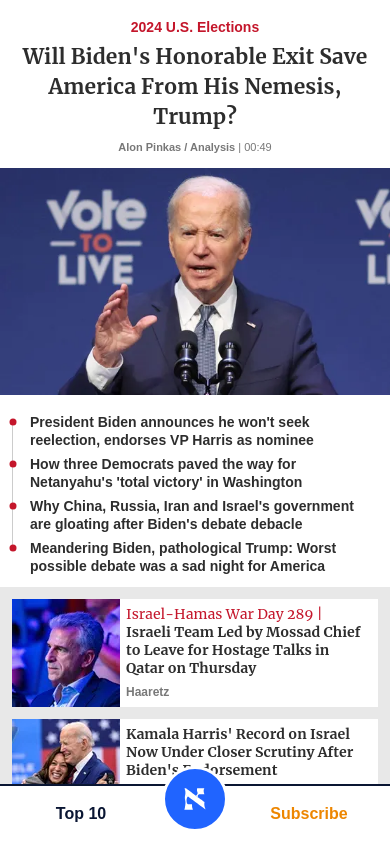 2024 U.S. Elections
Will Biden's Honorable Exit Save
America From His Nemesis,
Trump?
Alon Pinkas / Analysis | 00:49
Vote
TO
LIVE
President Biden announces he won't seek
reelection, endorses VP Harris as nominee
How three Democrats paved the way for
Netanyahu's 'total victory' in Washington
Why China, Russia, Iran and Israel's government
are gloating after Biden's debate debacle
Meandering Biden, pathological Trump: Worst
possible debate was a sad night for America
Israel-Hamas War Day 289 |
Israeli Team Led by Mossad Chief
to Leave for Hostage Talks in
Qatar on Thursday
Haaretz
Kamala Harris' Record on Israel
Now Under Closer Scrutiny After
Biden's Endorsement
Top 10
Subscribe